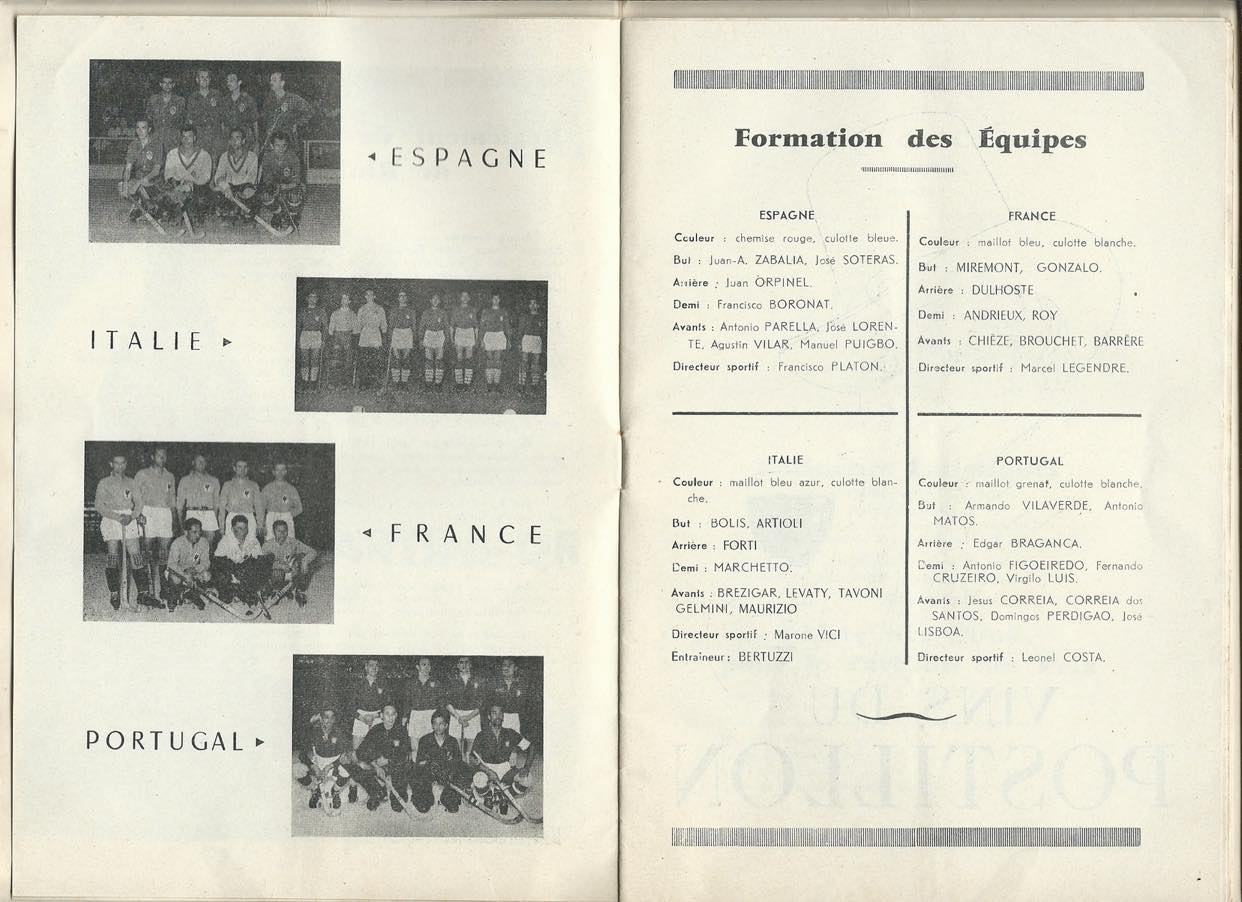 ◂ ESPAGNE
ITALIE ▸
◂ FRANCE
PORTUGAL ▸
Formation des Équipes
ESPAGNE
Couleur : chemise rouge, culotte bleue.
But : Juan-A. ZABALIA, José SOTERAS.
Arrière : Juan ORPINEL.
Demi : Francisco BORONAT.
Avants : Antonio PARELLA, José LOREN-
TE, Agustin VILAR, Manuel PUIGBO.
Directeur sportif : Francisco PLATON.
FRANCE
Couleur : maillot bleu, culotte blanche.
But : MIREMONT, GONZALO.
Arrière : DULHOSTE
Demi : ANDRIEUX, ROY
Avants : CHIÈZE, BROUCHET, BARRÈRE
Directeur sportif : Marcel LEGENDRE.
ITALIE
Couleur : maillot bleu azur, culotte blan-
che.
But : BOLIS, ARTIOLI
Arrière : FORTI
Demi : MARCHETTO.
Avants : BREZIGAR, LEVATY, TAVONI
GELMINI, MAURIZIO
Directeur sportif : Marone VICI
Entraîneur : BERTUZZI
PORTUGAL
Couleur : maillot grenat, culotte blanche.
But : Armando VILAVERDE, Antonio
MATOS.
Arrière : Edgar BRAGANCA.
Demi : Antonio FIGOEIREDO, Fernando
CRUZEIRO, Virgilo LUIS.
Avants : Jesus CORREIA, CORREIA dos
SANTOS, Domingos PERDIGAO, José
LISBOA.
Directeur sportif : Leonel COSTA.
VINS DU
POSTILLON